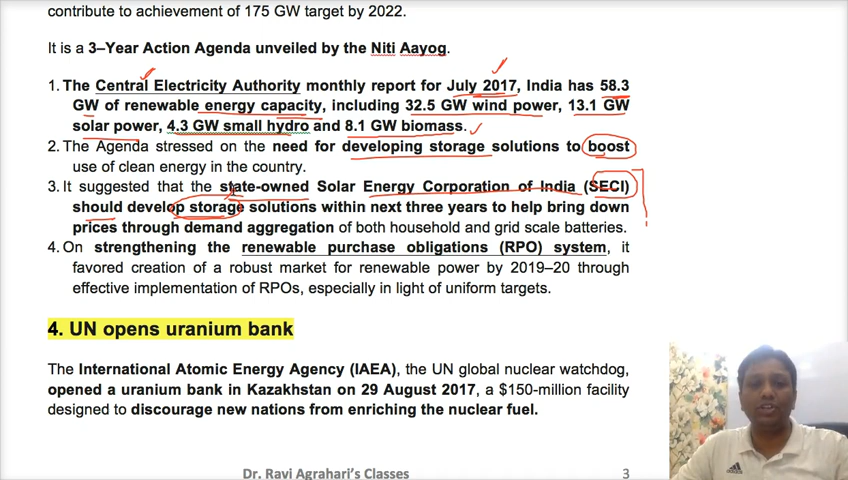 contribute to achievement of 175 GW target by 2022.
It is a 3–Year Action Agenda unveiled by the Niti Aayog.
1. The Central Electricity Authority monthly report for July 2017, India has 58.3
GW of renewable energy capacity, including 32.5 GW wind power, 13.1 GW
solar power, 4.3 GW small hydro and 8.1 GW biomass.
2. The Agenda stressed on the need for developing storage solutions to boost
use of clean energy in the country.
3. It suggested that the state-owned Solar Energy Corporation of India (SECI)
should develop storage solutions within next three years to help bring down
prices through demand aggregation of both household and grid scale batteries.
4. On strengthening the renewable purchase obligations (RPO) system, it
favored creation of a robust market for renewable power by 2019–20 through
effective implementation of RPOs, especially in light of uniform targets.
4. UN opens uranium bank
The International Atomic Energy Agency (IAEA), the UN global nuclear watchdog,
opened a uranium bank in Kazakhstan on 29 August 2017, a $150-million facility
designed to discourage new nations from enriching the nuclear fuel.
Dr. Ravi Agrahari's Classes 3